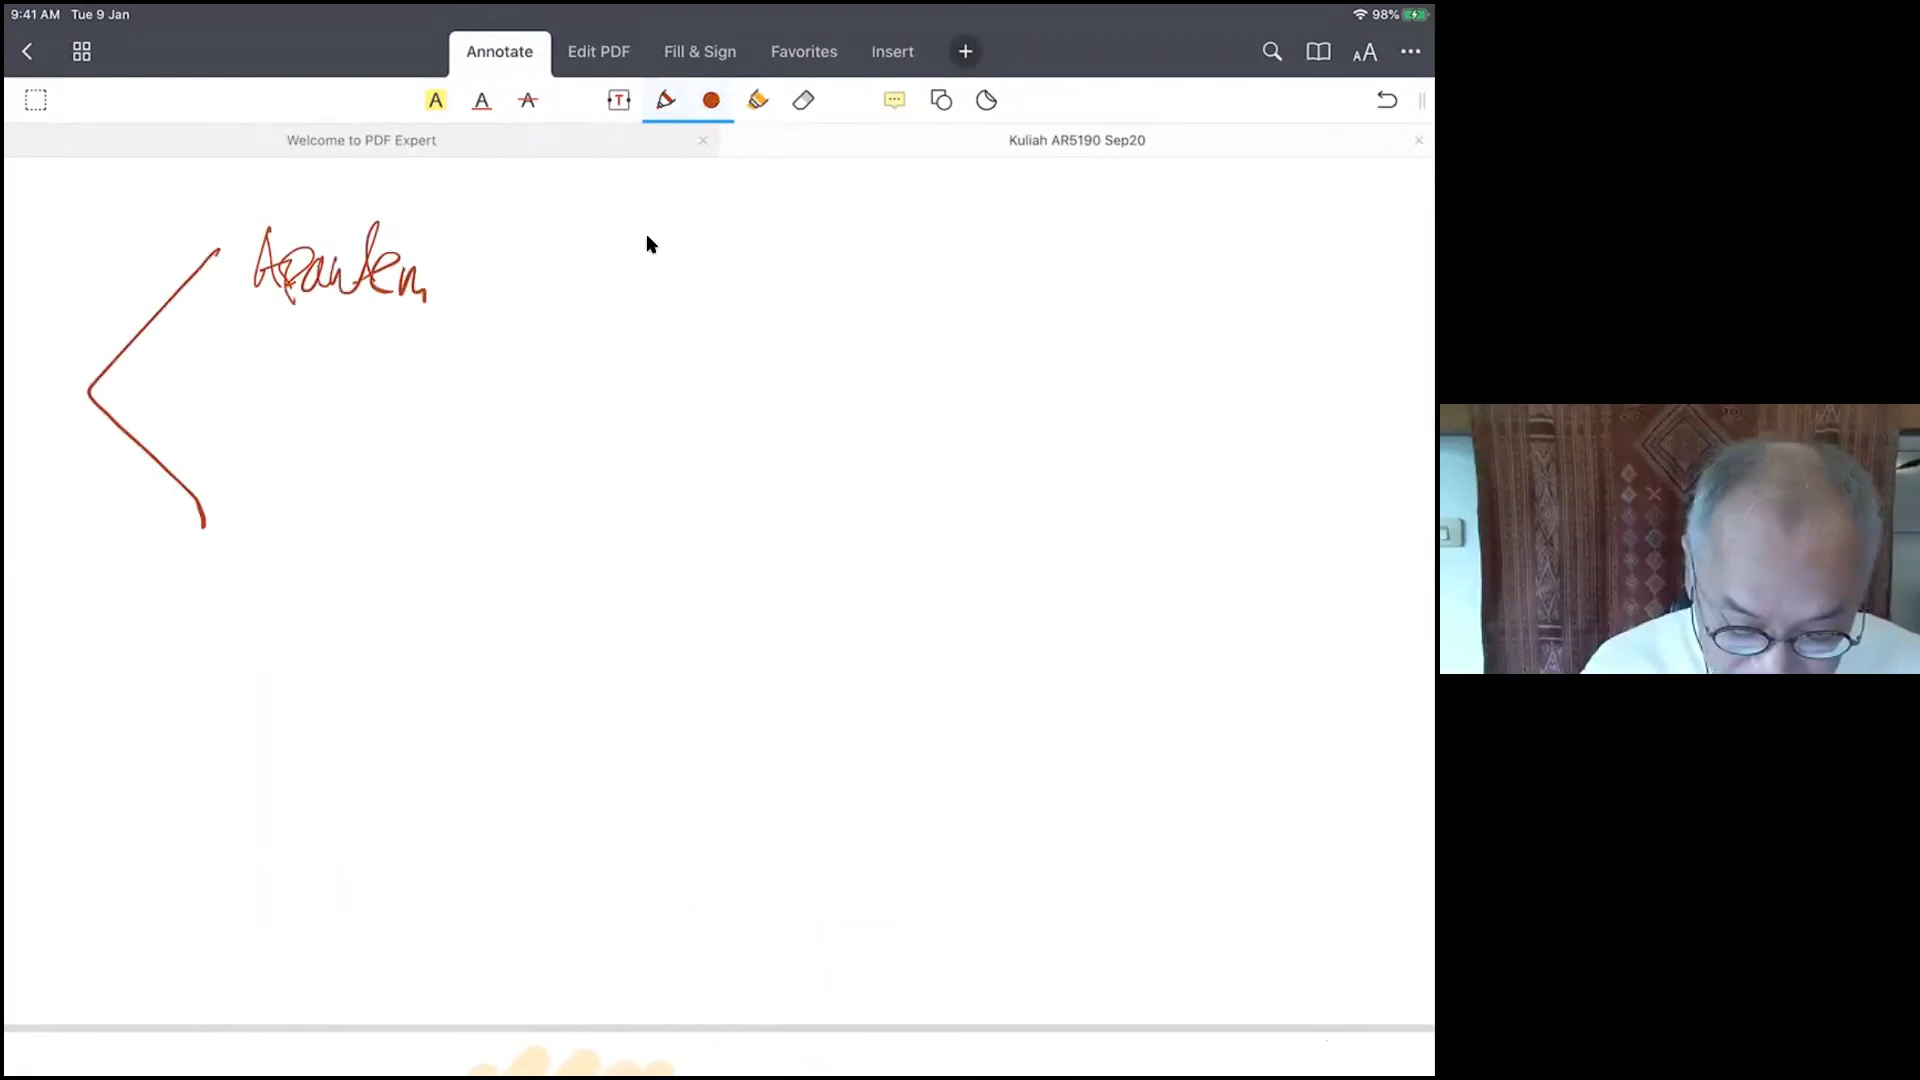 9:41 AM Tue 9 Jan
98%
Annotate Edit PDF Fill & Sign Favorites Insert
AA
A A A T
Welcome to PDF Expert
Kuliah AR5190 Sep20